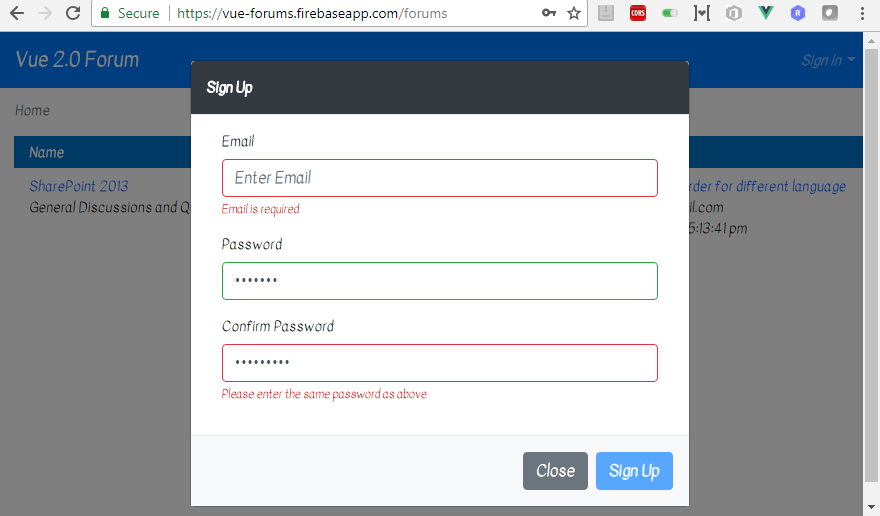 Secure
https://vue-forums.firebaseapp.com/forums
CORS
Vue 2.0 Forum
Sign In
Home
Sign Up
Name
SharePoint 2013
General Discussions and Q
rder for different language
il.com
5:13:41 pm
Email
Enter Email
Email is required
Password
•••••••
Confirm Password
•••••••••
Please enter the same password as above
Close
Sign Up